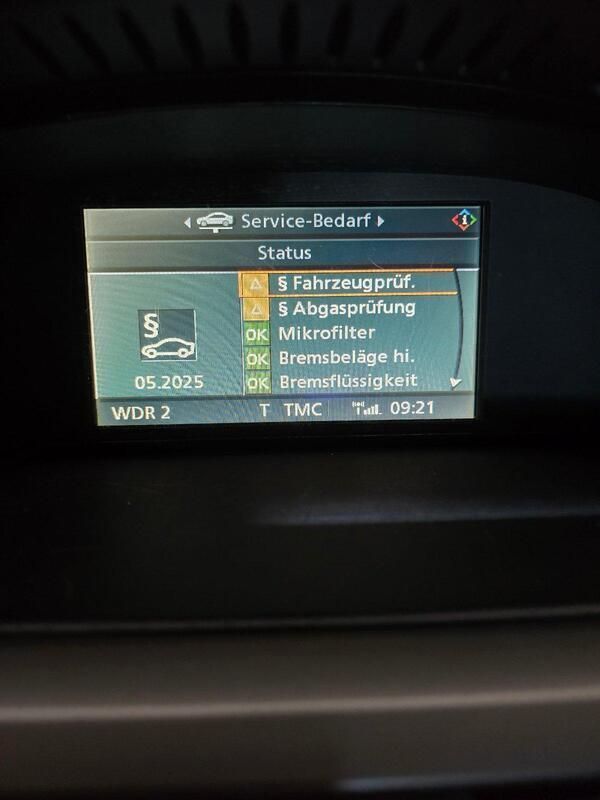 Service-Bedarf
i
Status
§ Fahrzeugprüf.
§ Abgasprüfung
OK Mikrofilter
OK Bremsbeläge hi.
OK Bremsflüssigkeit
§
05.2025
WDR 2 T TMC 09:21